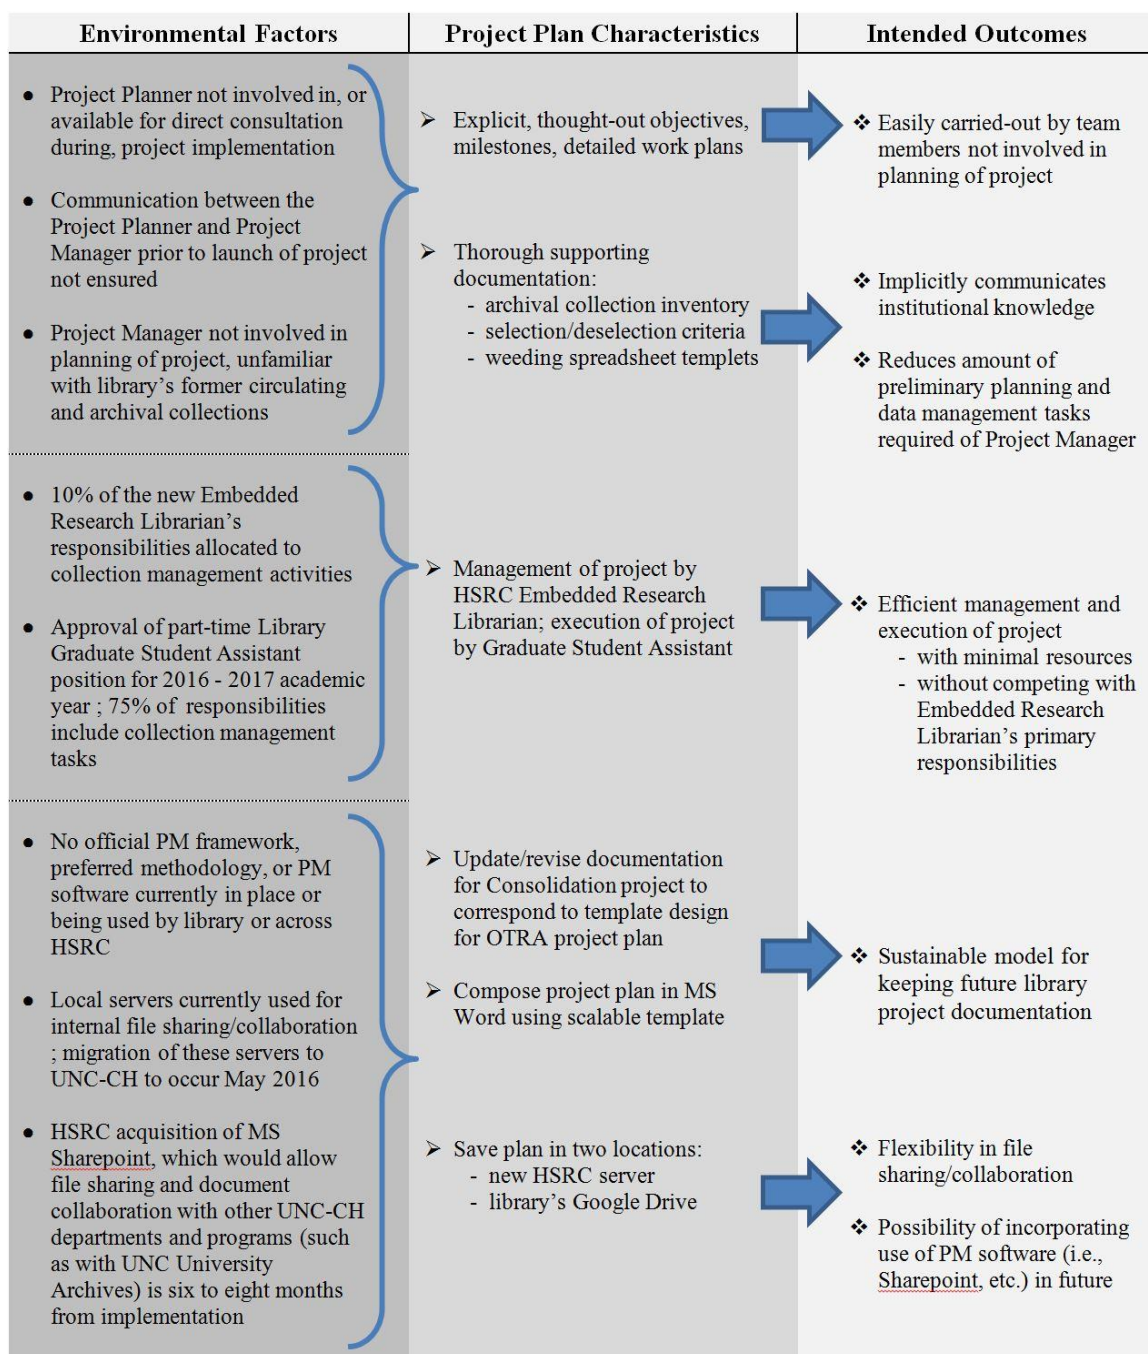 Environmental Factors
Project Plan Characteristics
Intended Outcomes
● Project Planner not involved in, or
available for direct consultation
during, project implementation
● Communication between the
Project Planner and Project
Manager prior to launch of project
not ensured
● Project Manager not involved in
planning of project, unfamiliar
with library's former circulating
and archival collections
➢ Explicit, thought-out objectives,
milestones, detailed work plans
➢ Thorough supporting
documentation:
- archival collection inventory
- selection/deselection criteria
- weeding spreadsheet templets
❖ Easily carried-out by team
members not involved in
planning of project
❖ Implicitly communicates
institutional knowledge
❖ Reduces amount of
preliminary planning and
data management tasks
required of Project Manager
● 10% of the new Embedded
Research Librarian's
responsibilities allocated to
collection management activities
● Approval of part-time Library
Graduate Student Assistant
position for 2016 - 2017 academic
year ; 75% of responsibilities
include collection management
tasks
➢ Management of project by
HSRC Embedded Research
Librarian; execution of project
by Graduate Student Assistant
❖ Efficient management and
execution of project
- with minimal resources
- without competing with
Embedded Research
Librarian's primary
responsibilities
● No official PM framework,
preferred methodology, or PM
software currently in place or
being used by library or across
HSRC
● Local servers currently used for
internal file sharing/collaboration
; migration of these servers to
UNC-CH to occur May 2016
● HSRC acquisition of MS
Sharepoint, which would allow
file sharing and document
collaboration with other UNC-CH
departments and programs (such
as with UNC University
Archives) is six to eight months
from implementation
➢ Update/revise documentation
for Consolidation project to
correspond to template design
for OTRA project plan
➢ Compose project plan in MS
Word using scalable template
➢ Save plan in two locations:
- new HSRC server
- library's Google Drive
❖ Sustainable model for
keeping future library
project documentation
❖ Flexibility in file
sharing/collaboration
❖ Possibility of incorporating
use of PM software (i.e.,
Sharepoint, etc.) in future